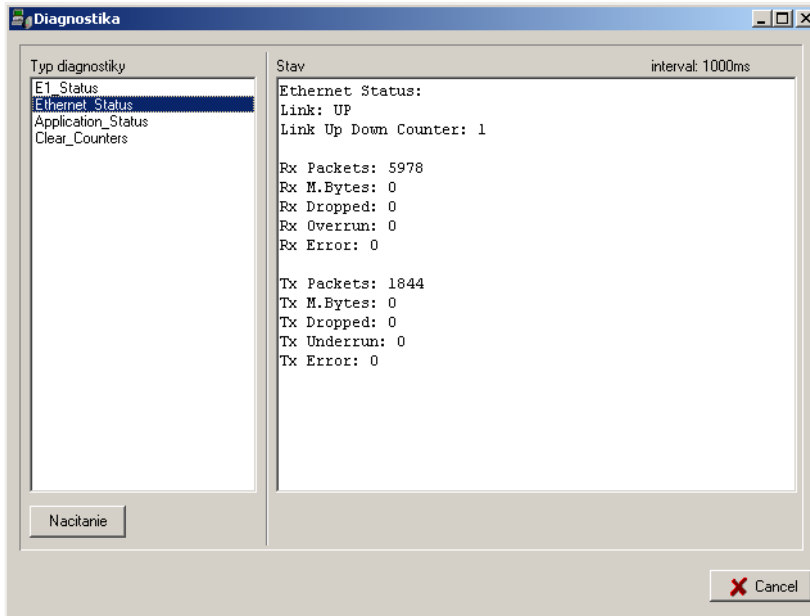 Diagnostika
Typ diagnostiky
E1_Status
Ethernet_Status
Application_Status
Clear_Counters
Nacitanie
Stav
interval: 1000ms
Ethernet Status:
Link: UP
Link Up Down Counter: 1
Rx Packets: 5978
Rx M.Bytes: 0
Rx Dropped: 0
Rx Overrun: 0
Rx Error: 0
Tx Packets: 1844
Tx M.Bytes: 0
Tx Dropped: 0
Tx Underrun: 0
Tx Error: 0
Cancel